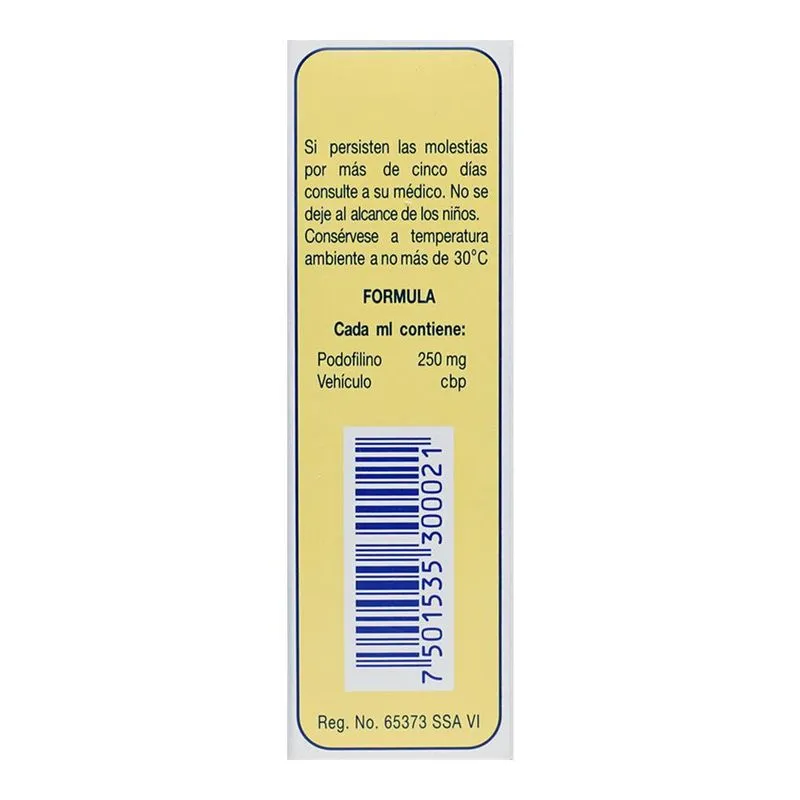 Si persisten las molestias
por más de cinco días
consulte a su médico. No se
deje al alcance de los niños.
Consérvese a temperatura
ambiente a no más de 30°C
FORMULA
Cada ml contiene:
Podofilino 250 mg
Vehículo cbp
7 501535 300021
Reg. No. 65373 SSA VI